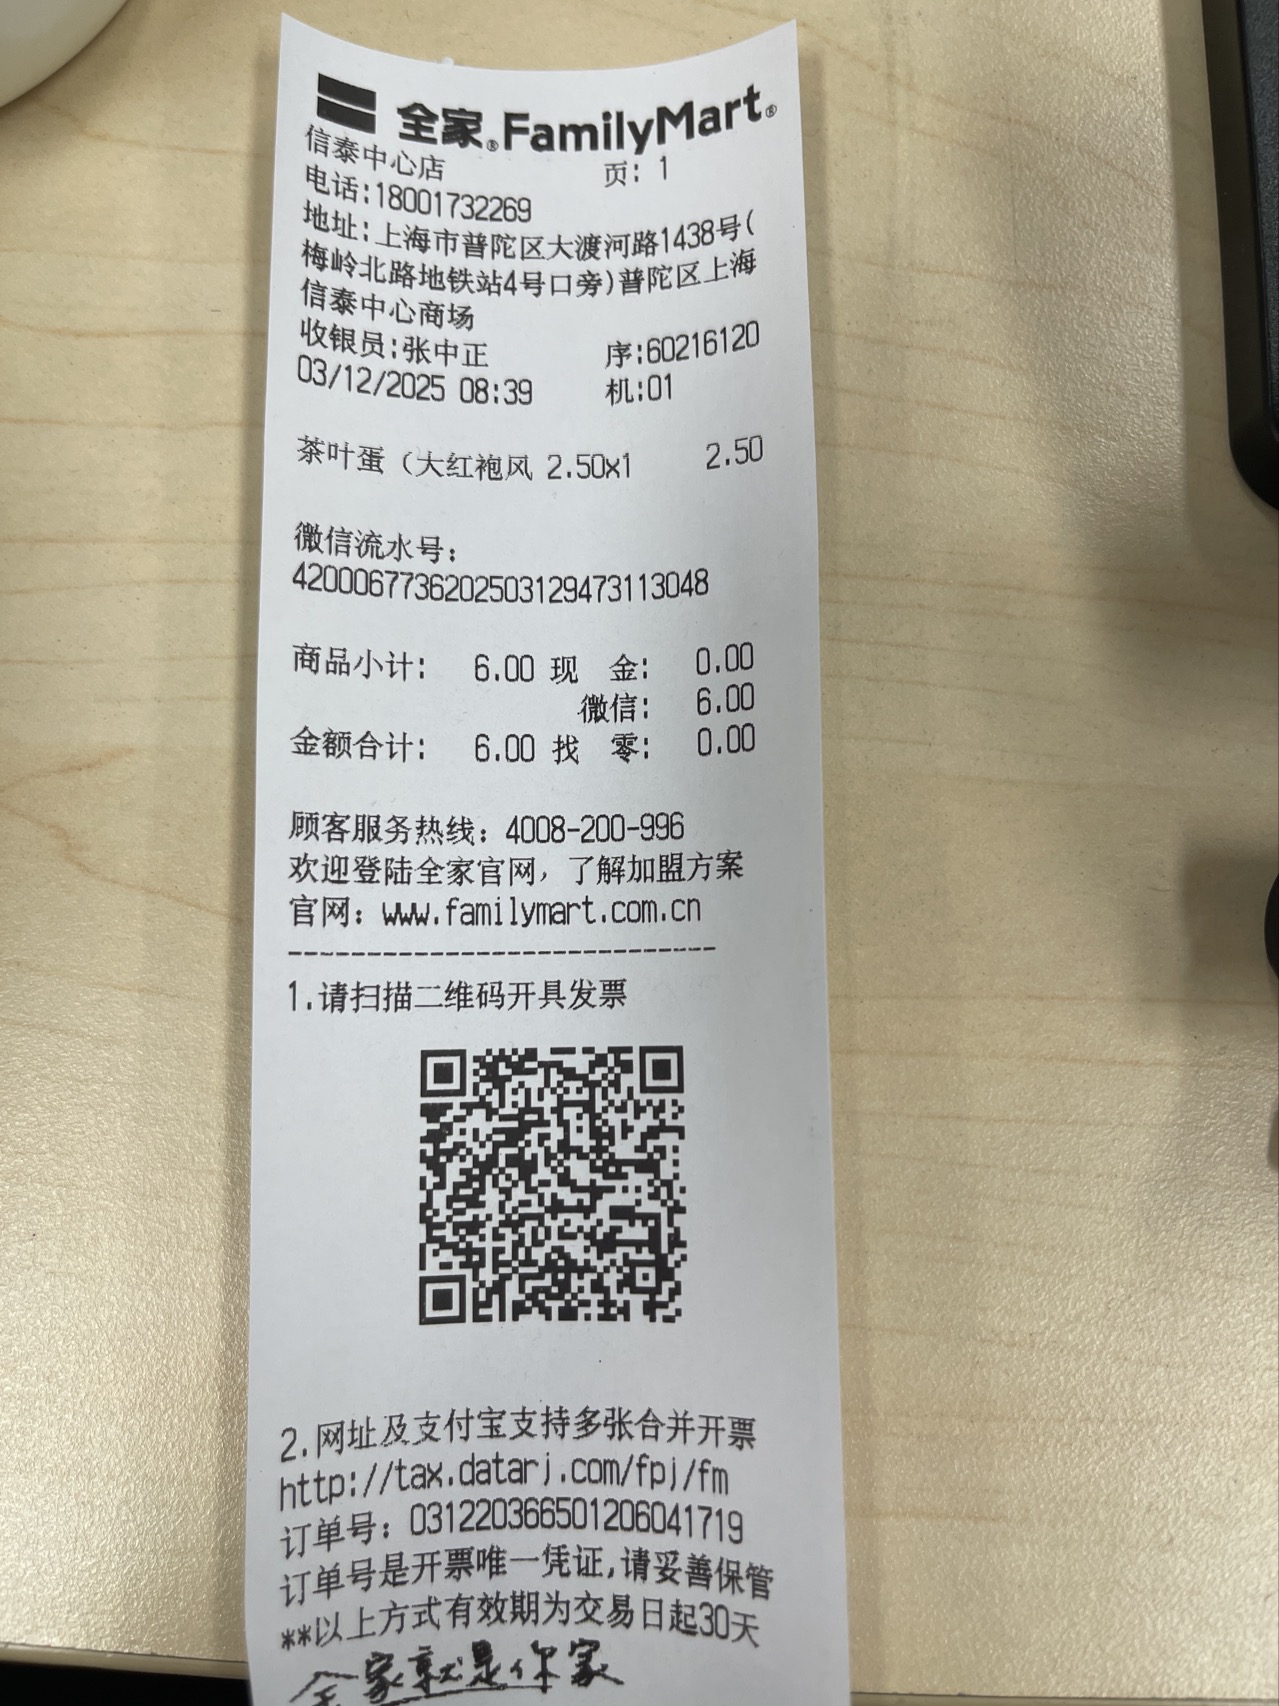 全家® FamilyMart®
信泰中心店 页: 1
电话:18001732269
地址:上海市普陀区大渡河路1438号(
梅岭北路地铁站4号口旁)普陀区上海
信泰中心商场
收银员:张中正 序:60216120
03/12/2025 08:39 机:01
茶叶蛋（大红袍风 2.50x1 2.50
微信流水号：
4200067736202503129473113048
商品小计: 6.00 现 金: 0.00
微信: 6.00
金额合计: 6.00 找 零: 0.00
顾客服务热线：4008-200-996
欢迎登陆全家官网，了解加盟方案
官网：www.familymart.com.cn
----------------------------
1.请扫描二维码开具发票
2.网址及支付宝支持多张合并开票
http://tax.datarj.com/fpj/fm
订单号：031220366501206041719
订单号是开票唯一凭证,请妥善保管
**以上方式有效期为交易日起30天
全家就是你家